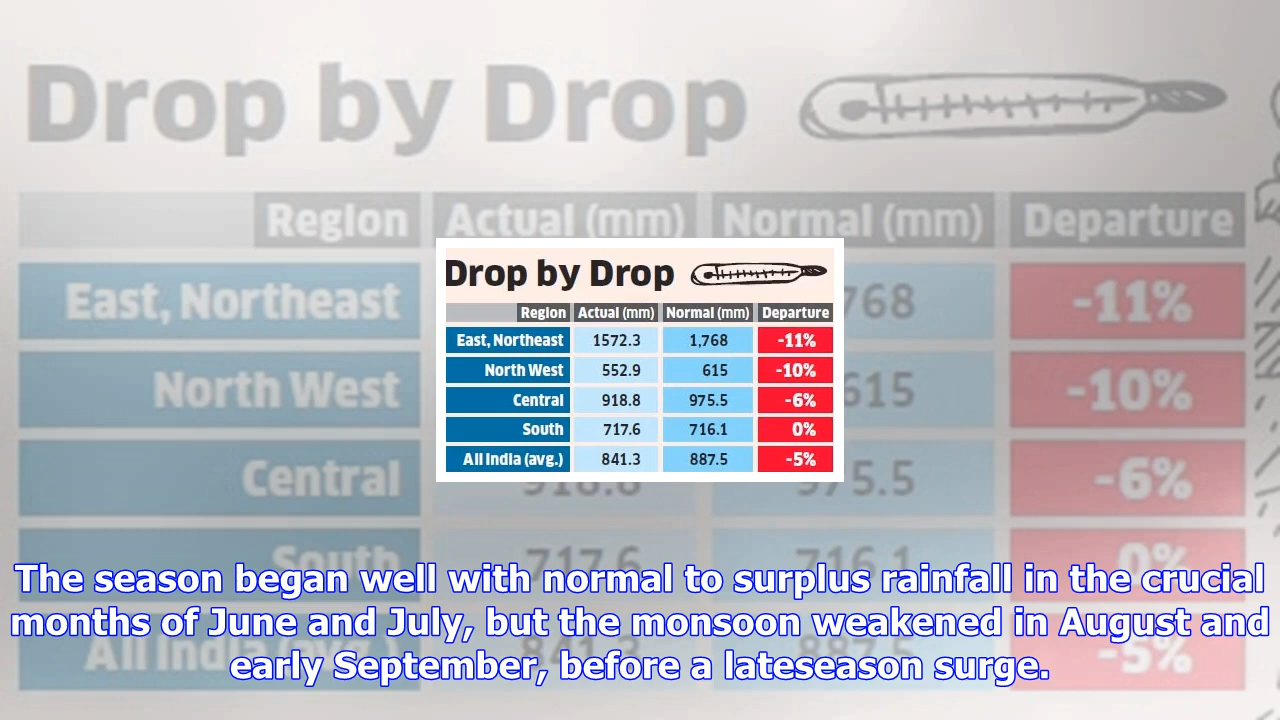 Drop by Drop
Region Actual (mm) Normal (mm) Departure
East, Northeast 1572.3 1,768 -11%
North West 552.9 615 -10%
Central 918.8 975.5 -6%
South 717.6 716.1 0%
All India (avg.) 841.3 887.5 -5%
The season began well with normal to surplus rainfall in the crucial
months of June and July, but the monsoon weakened in August and
early September, before a lateseason surge.